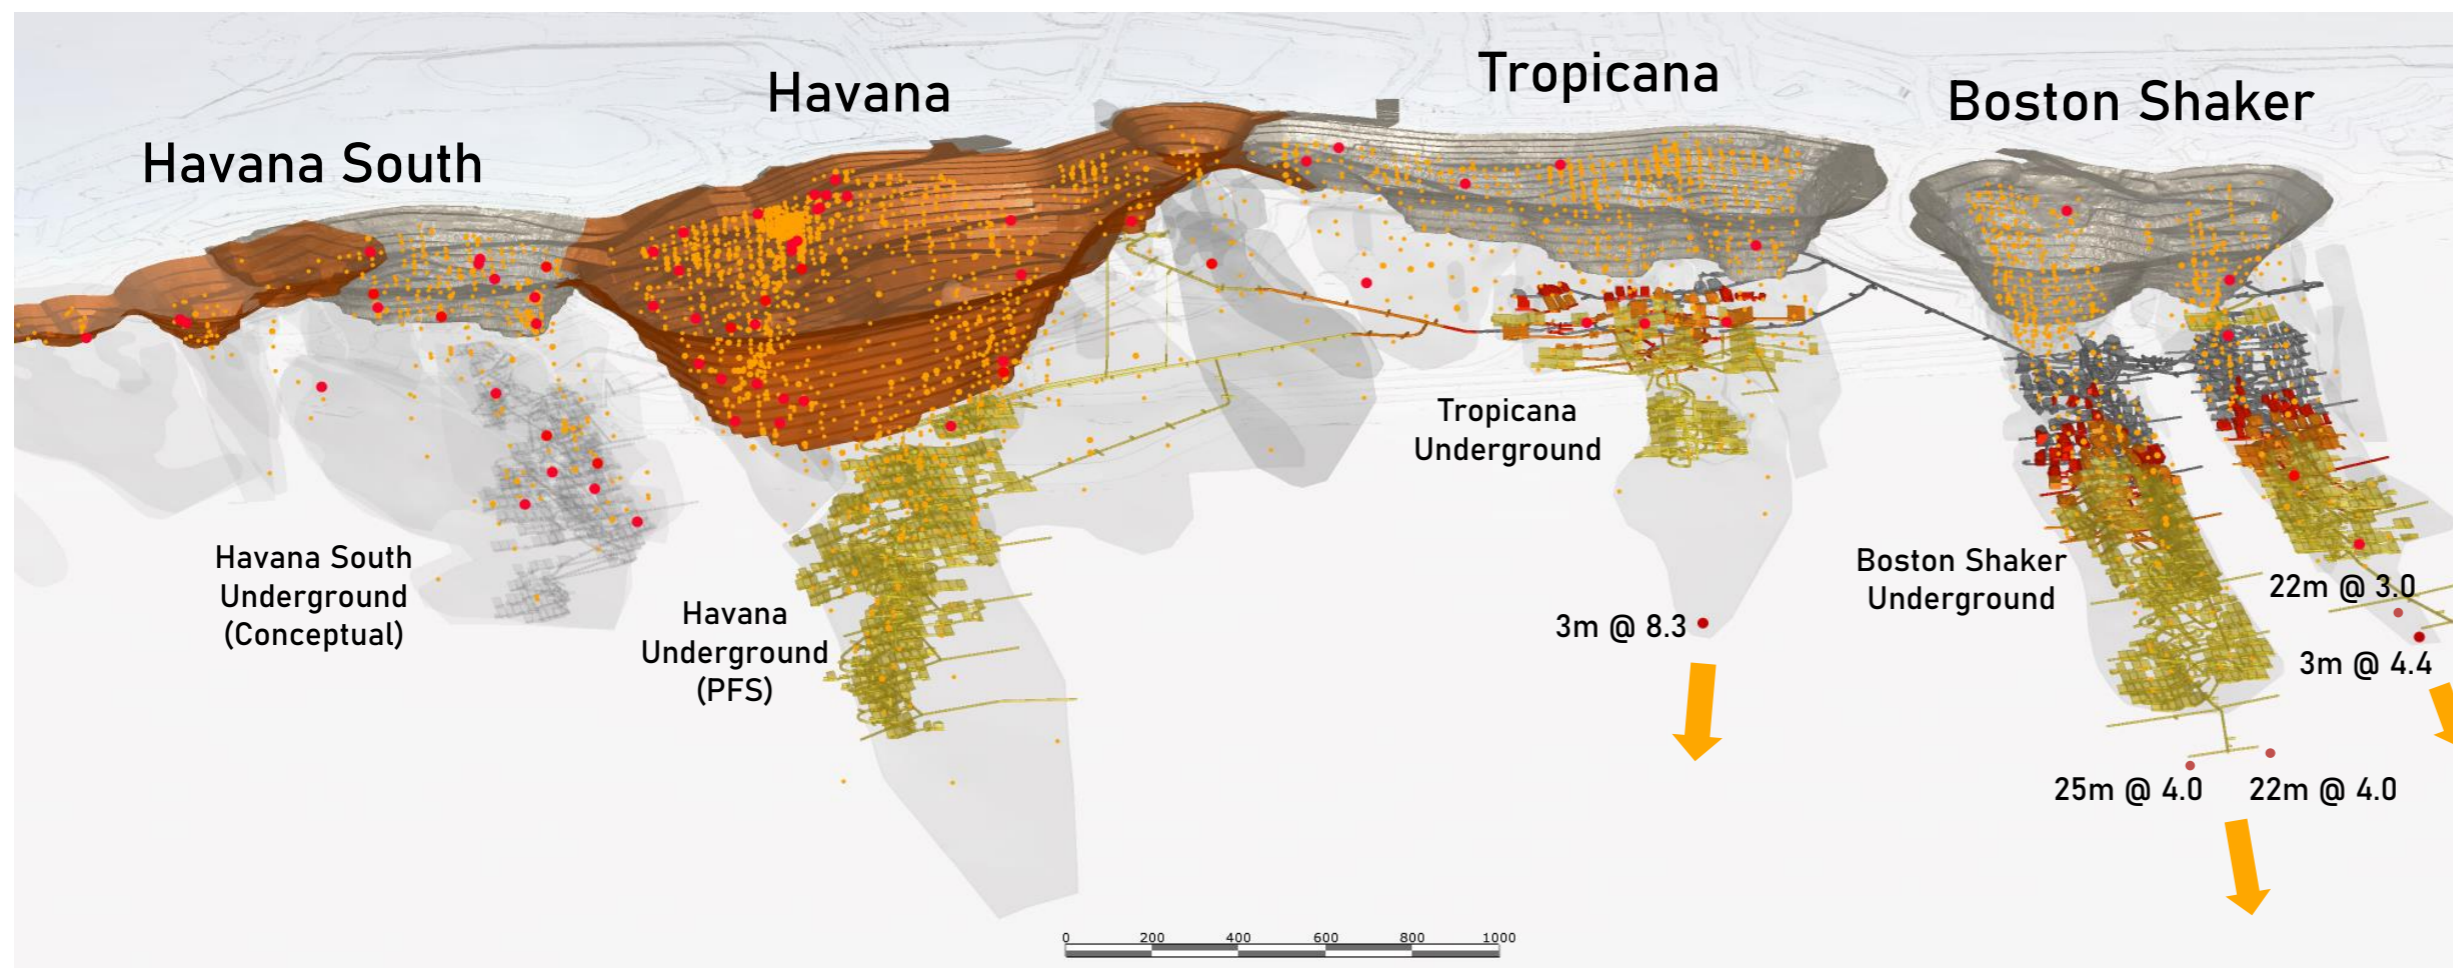 Havana South
Havana
Tropicana
Boston Shaker
Tropicana
Underground
Havana South
Underground
(Conceptual)
Havana
Underground
(PFS)
Boston Shaker
Underground
3m @ 8.3
22m @ 3.0
3m @ 4.4
25m @ 4.0
22m @ 4.0
0 200 400 600 800 1000